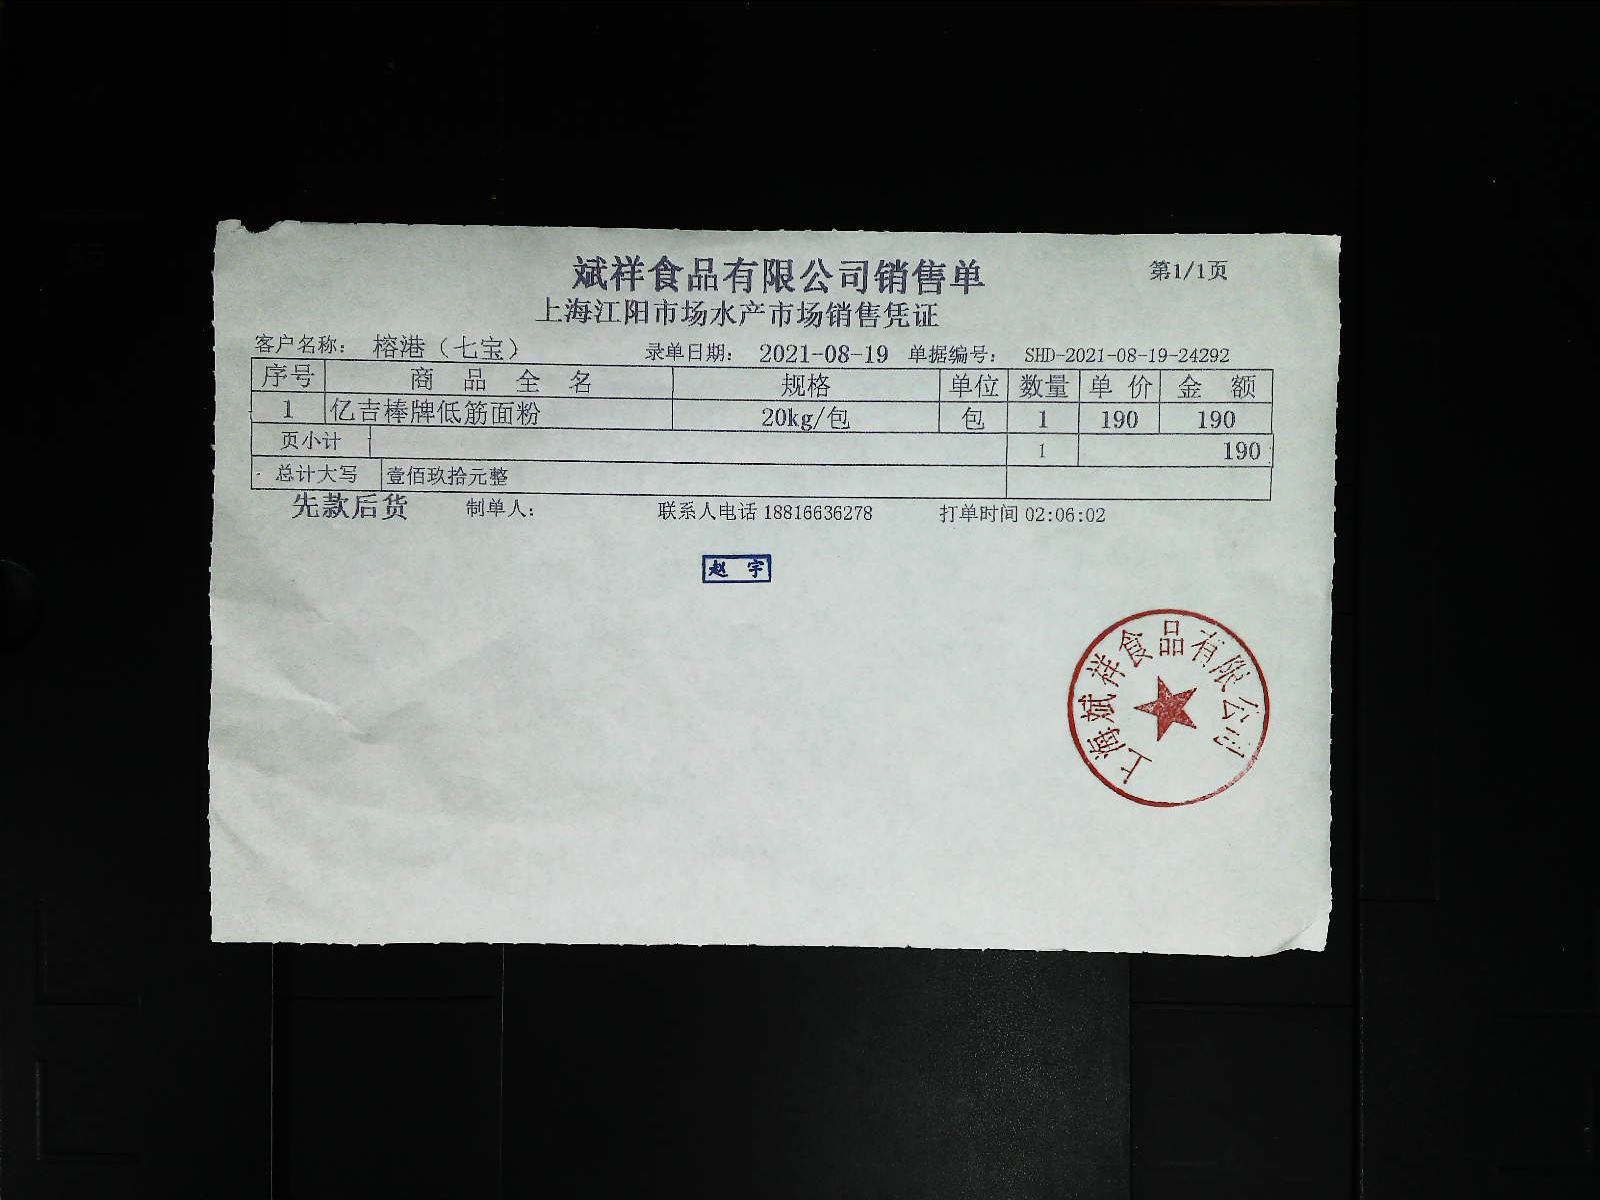 斌祥食品有限公司销售单 第1/1页
上海江阳市场水产市场销售凭证
客户名称: 榕港（七宝） 录单日期: 2021-08-19 单据编号: SHD-2021-08-19-24292
序号 商 品 全 名 规格 单位 数量 单 价 金 额
1 亿吉棒牌低筋面粉 20kg/包 包 1 190 190
页小计 1 190
总计大写 壹佰玖拾元整
先款后货 制单人: 联系人电话 18816636278 打单时间 02:06:02
赵 宇
上海斌祥食品有限公司